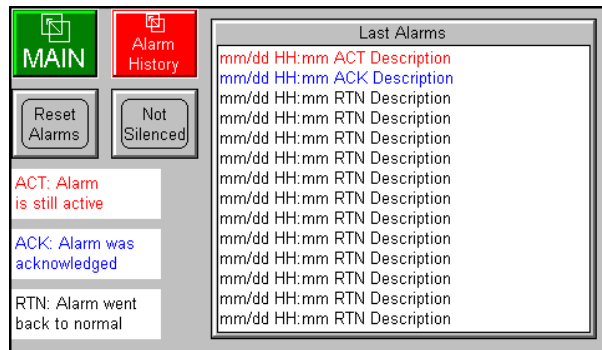 MAIN
Alarm
History
Reset
Alarms
Not
Silenced
ACT: Alarm
is still active
ACK: Alarm was
acknowledged
RTN: Alarm went
back to normal
Last Alarms
mm/dd HH:mm ACT Description
mm/dd HH:mm ACK Description
mm/dd HH:mm RTN Description
mm/dd HH:mm RTN Description
mm/dd HH:mm RTN Description
mm/dd HH:mm RTN Description
mm/dd HH:mm RTN Description
mm/dd HH:mm RTN Description
mm/dd HH:mm RTN Description
mm/dd HH:mm RTN Description
mm/dd HH:mm RTN Description
mm/dd HH:mm RTN Description
mm/dd HH:mm RTN Description
mm/dd HH:mm RTN Description